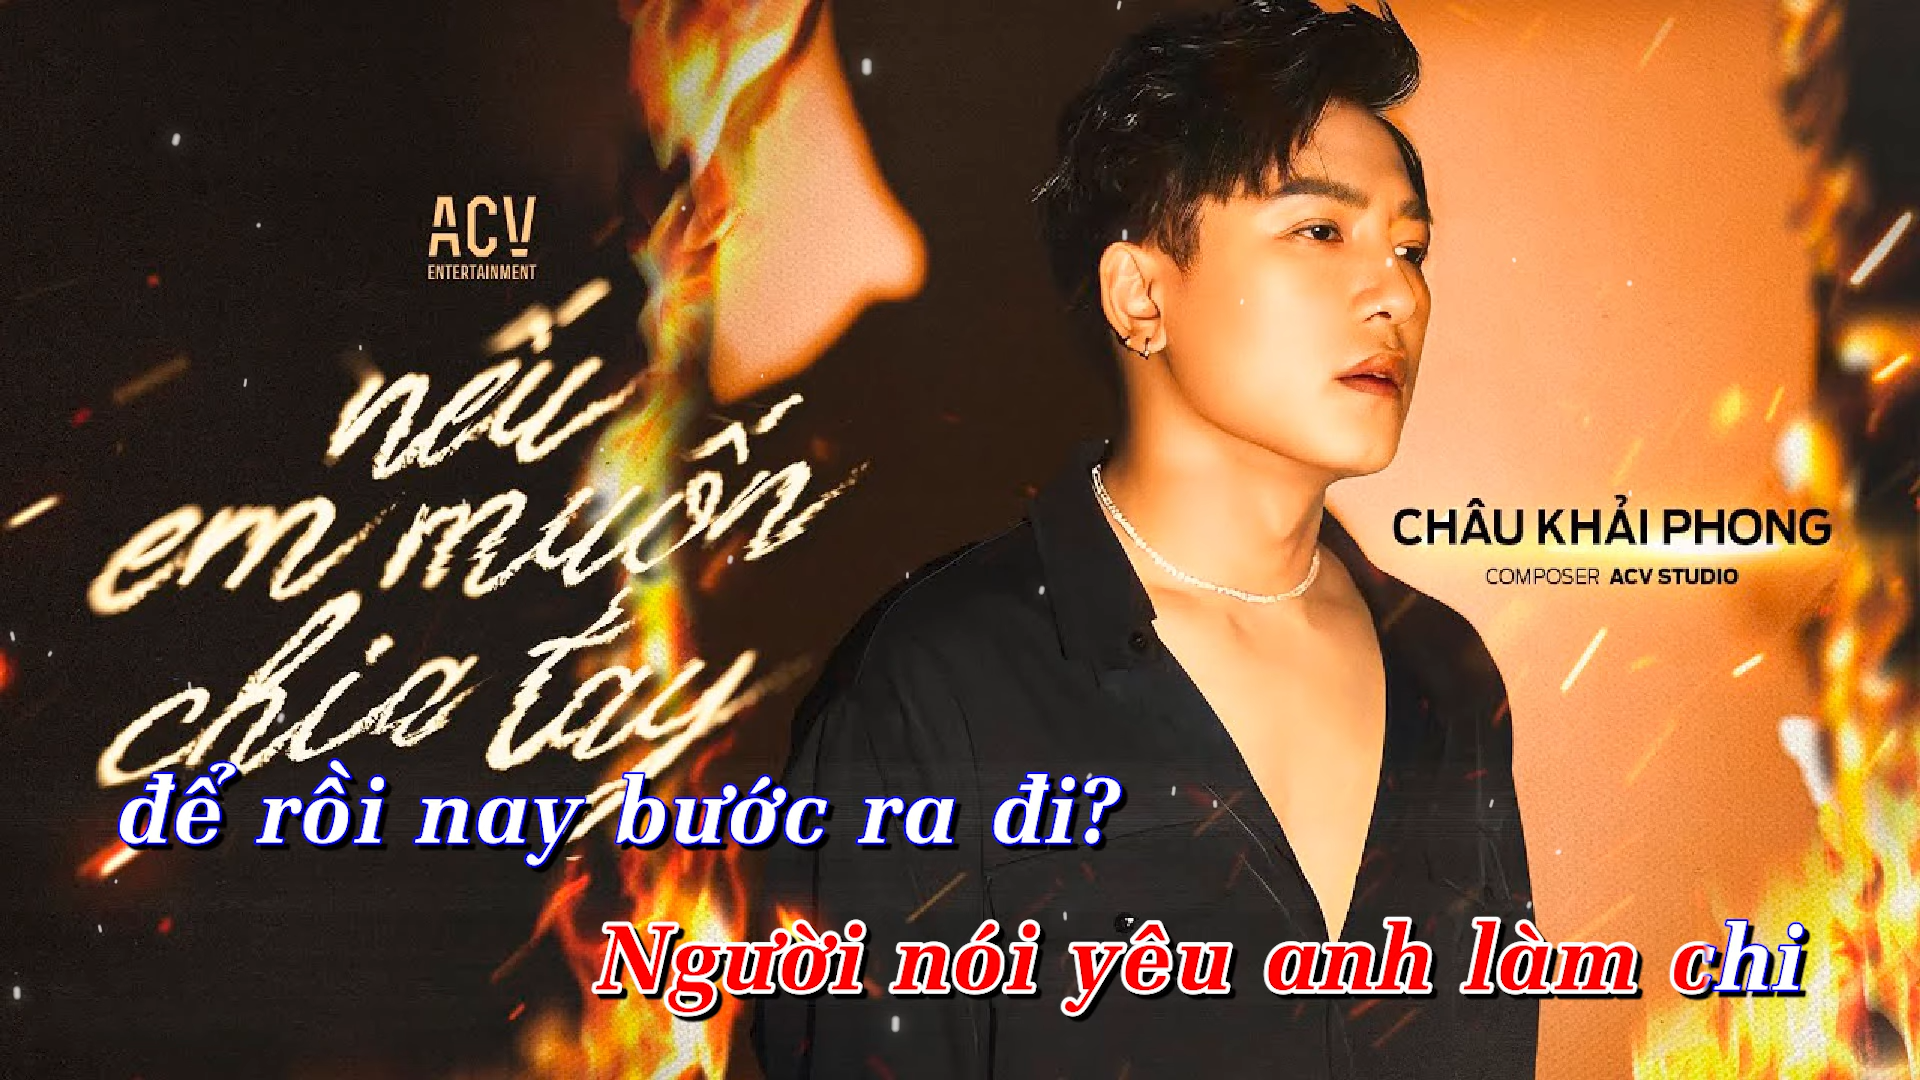 ACV
ENTERTAINMENT
nếu
em muốn
chia tay
CHÂU KHẢI PHONG
COMPOSER ACV STUDIO
để rồi nay bước ra đi?
Người nói yêu anh làm chi